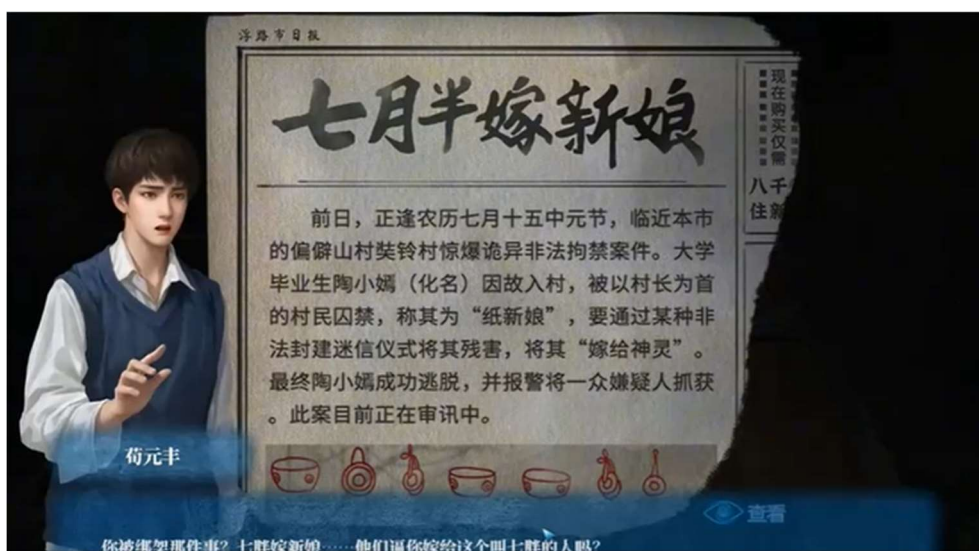 路市日报
七月半嫁新娘
现在购买仅需
八千
住新
前日，正逢农历七月十五中元节，临近本市
的偏僻山村奘铃村惊爆诡异非法拘禁案件。大学
毕业生陶小嫣（化名）因故入村，被以村长为首
的村民囚禁，称其为“纸新娘”，要通过某种非
法封建迷信仪式将其残害，将其“嫁给神灵”。
最终陶小嫣成功逃脱，并报警将一众嫌疑人抓获
。此案目前正在审讯中。
荀元丰
查看
你被绑架那件事？七胖嫁新娘……他们逼你嫁给这个叫七胖的人吗？